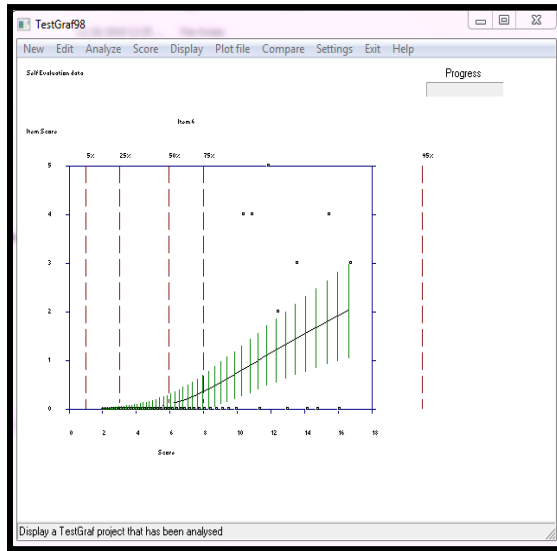 TestGraf98
New Edit Analyze Score Display Plot file Compare Settings Exit Help
Self Evaluation data
Progress
Item 6
Item Score
5% 25% 50% 75% 95%
5
4
3
2
1
0
0 2 4 6 8 10 12 14 16 18
Score
Display a TestGraf project that has been analysed